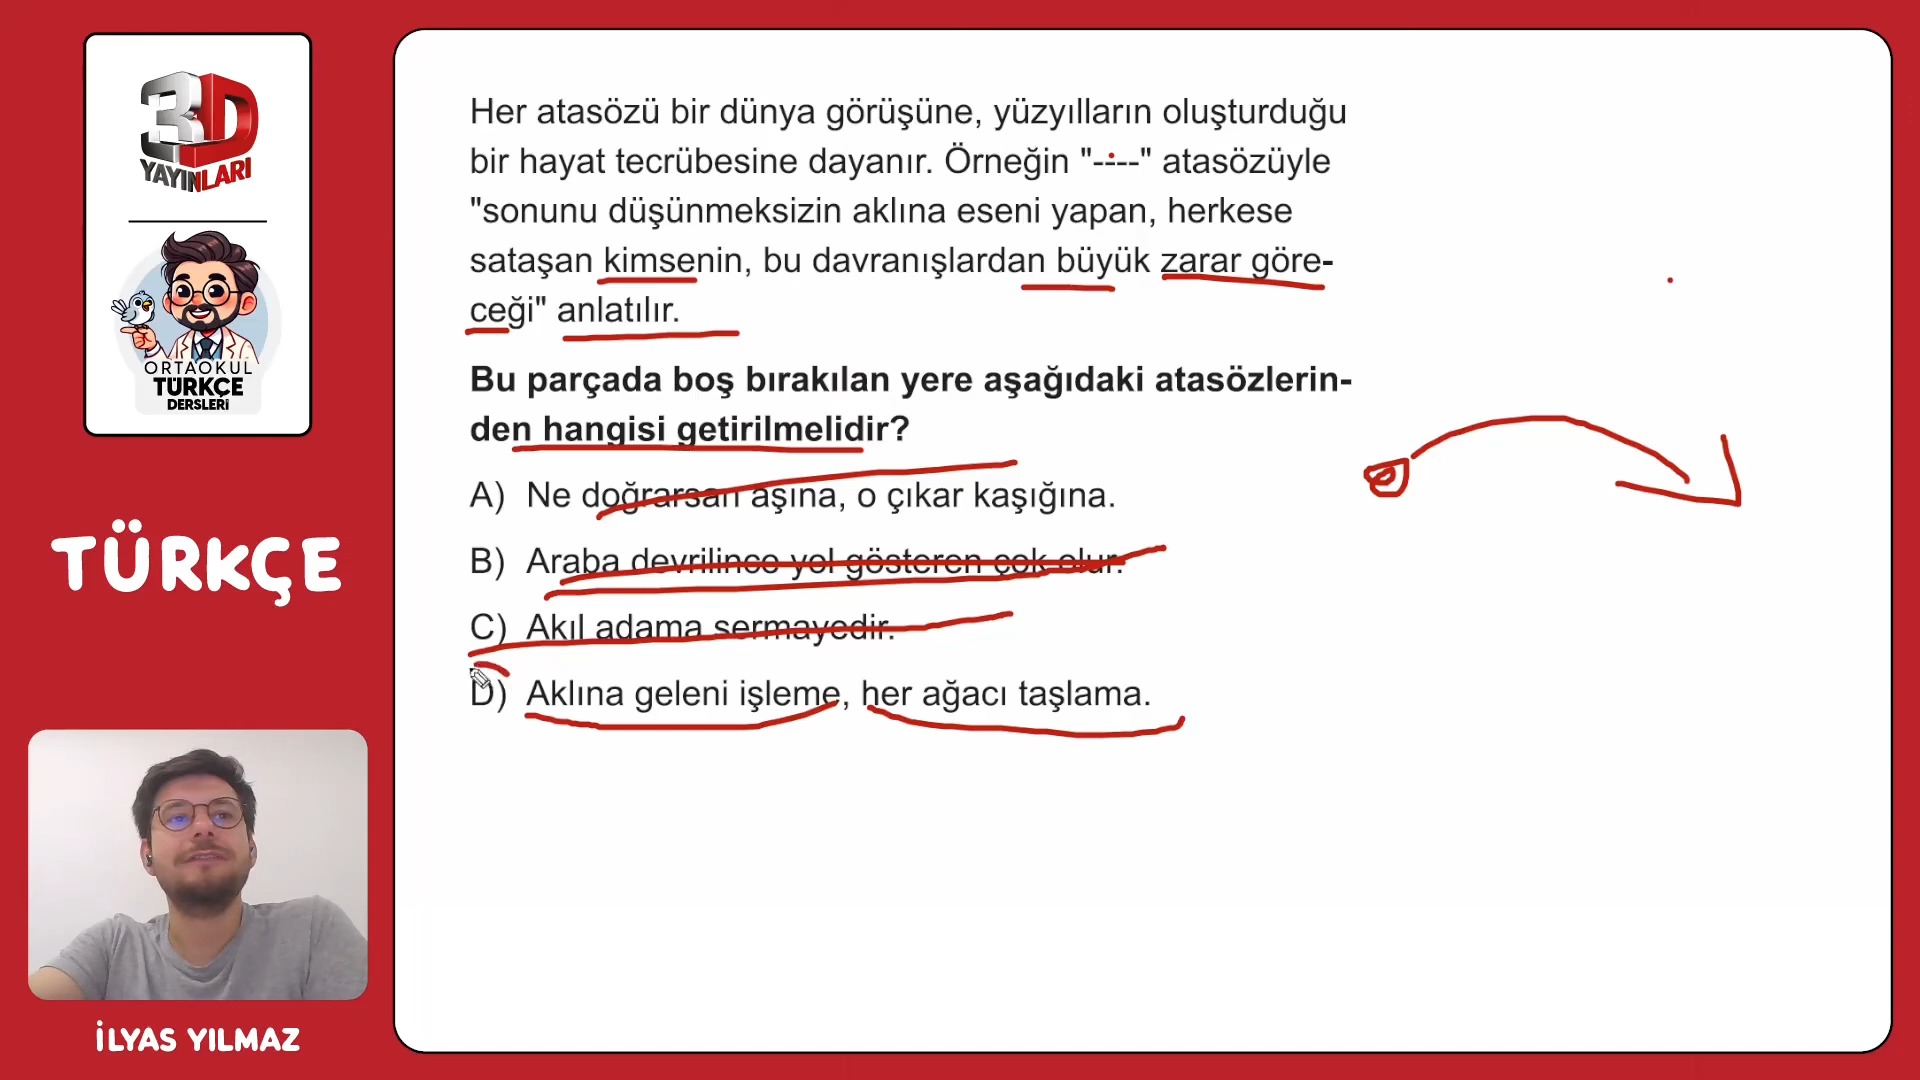 3D
YAYINLARI
ORTAOKUL
TÜRKÇE
DERSLERİ
TÜRKÇE
İLYAS YILMAZ
Her atasözü bir dünya görüşüne, yüzyılların oluşturduğu
bir hayat tecrübesine dayanır. Örneğin "----" atasözüyle
"sonunu düşünmeksizin aklına eseni yapan, herkese
sataşan kimsenin, bu davranışlardan büyük zarar göre-
ceği" anlatılır.
Bu parçada boş bırakılan yere aşağıdaki atasözlerin-
den hangisi getirilmelidir?
A) Ne doğrarsan aşına, o çıkar kaşığına.
B) Araba devrilince yol gösteren çok olur.
C) Akıl adama sermayedir.
D) Aklına geleni işleme, her ağacı taşlama.